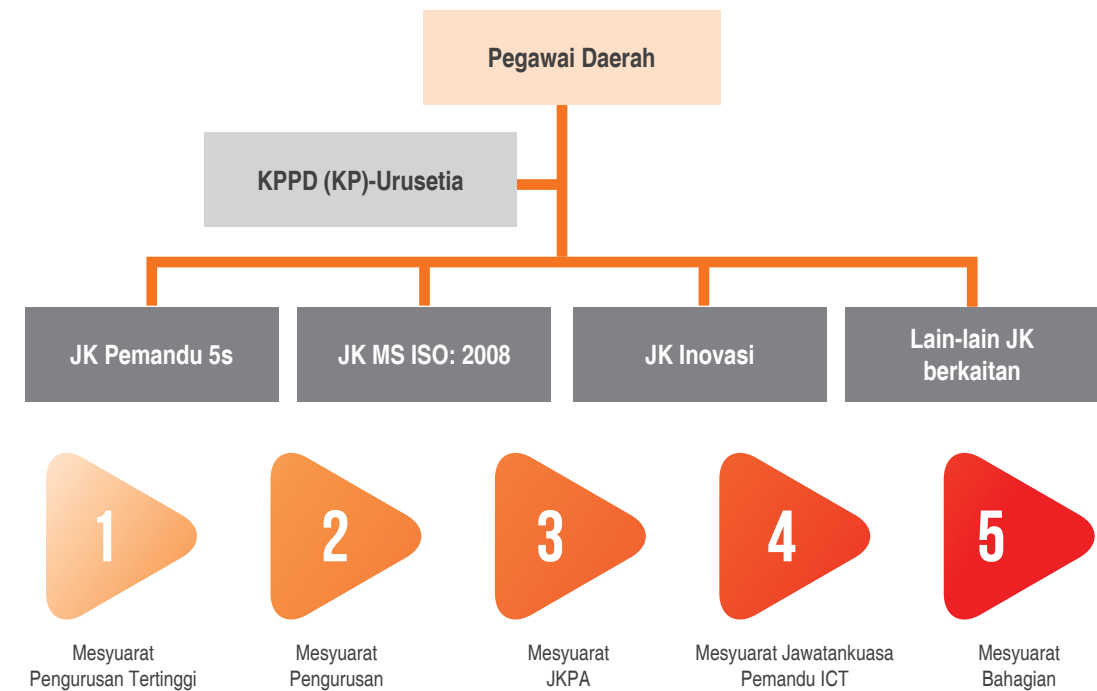 Pegawai Daerah
KPPD (KP)-Urusetia
JK Pemandu 5s
JK MS ISO: 2008
JK Inovasi
Lain-lain JK
berkaitan
1
2
3
4
5
Mesyuarat
Pengurusan Tertinggi
Mesyuarat
Pengurusan
Mesyuarat
JKPA
Mesyuarat Jawatankuasa
Pemandu ICT
Mesyuarat
Bahagian